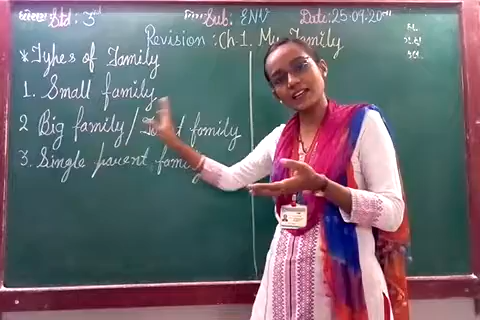 Std: 3rd Sub: ENV Date: 25-09-20
Revision: Ch-1. My Family
*Types of Family
1. Small family
2 Big family/ family
3. Single parent